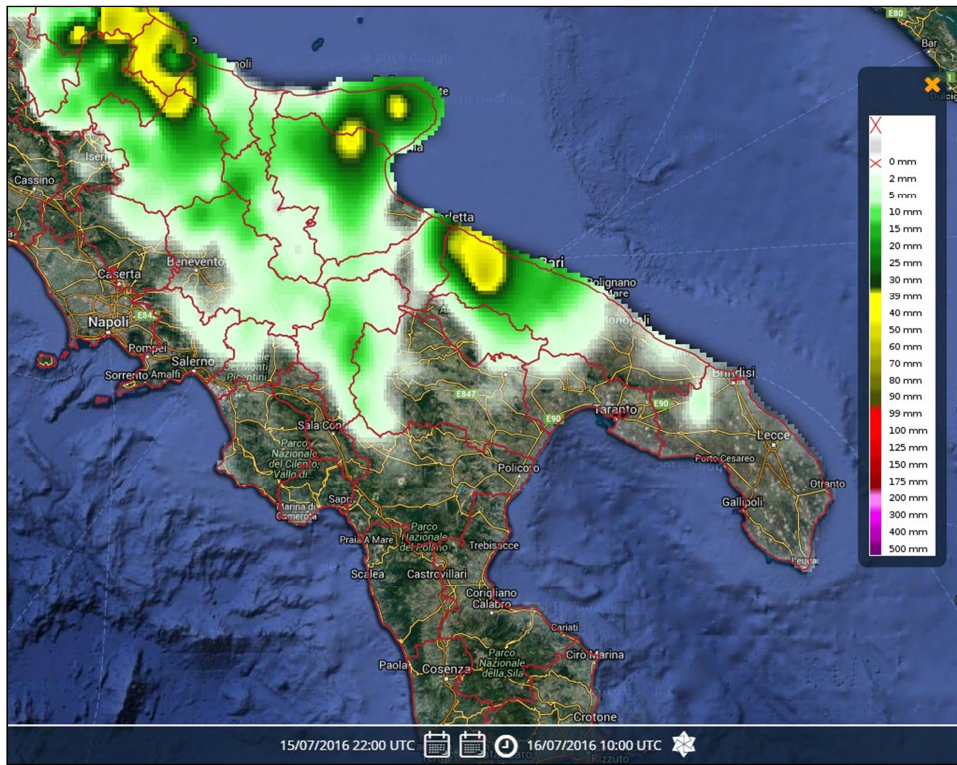 E80
Bar
Iserni
Cassino
Benevento
Caserta
E84
Napoli
Pompei
Salerno
Sorrento
Amalfi
Dei Monti
Picentini
Sala Con
Parco
Nazionale
del Cilento,
Vallo di...
Marina di
Camerota
Sapri
Praia A Mare
Parco
Nazionale
del Pollino
Scalea
Castrovillari
Trebisacce
Corigliano
Calabro
Cariati
Paola
Cosenza
Parco
Nazionale
della Sila
Cirò Marina
Crotone
Rizzuto
rletta
Bari
Polignano
Mare
Monopoli
Brindisi
E847
E90
Taranto
E90
Lecce
Porto Cesareo
Policoro
Otranto
Gallipoli
0 mm
2 mm
5 mm
10 mm
15 mm
20 mm
25 mm
30 mm
39 mm
40 mm
50 mm
60 mm
70 mm
80 mm
90 mm
99 mm
100 mm
125 mm
150 mm
175 mm
200 mm
300 mm
400 mm
500 mm
15/07/2016 22:00 UTC
16/07/2016 10:00 UTC